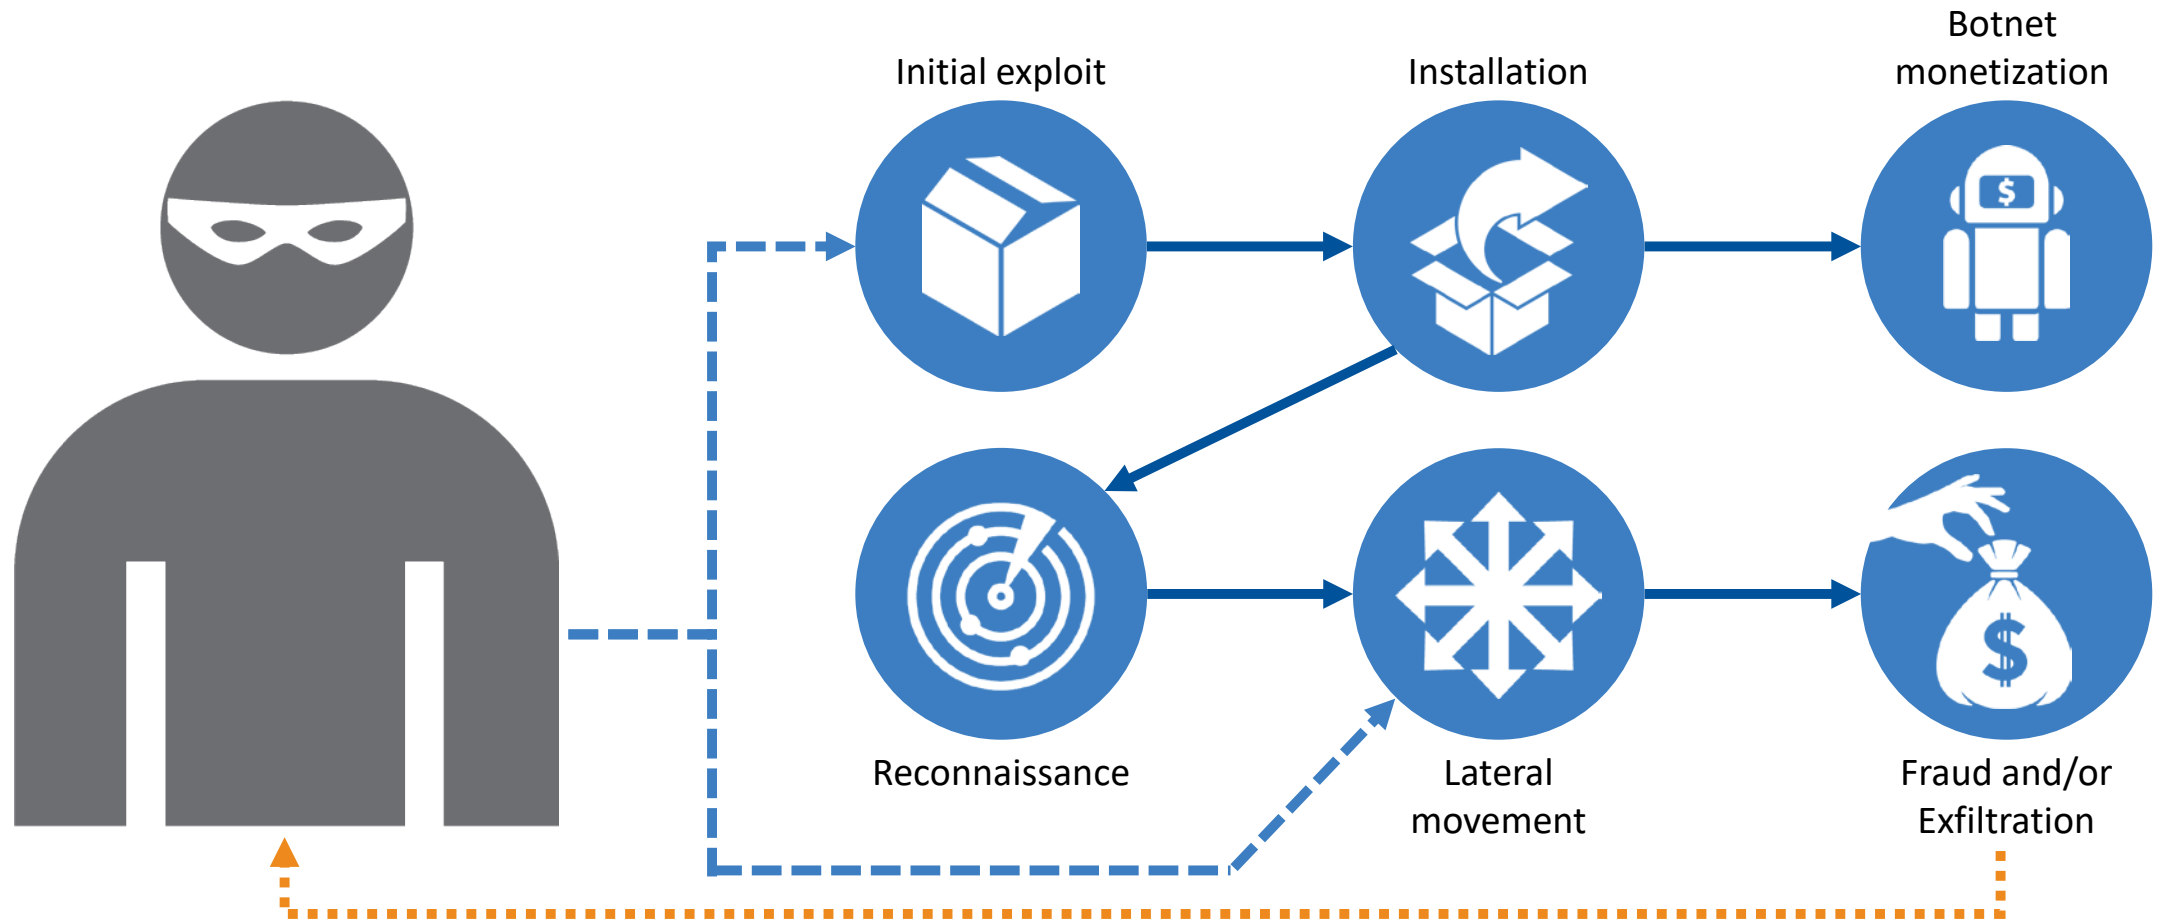 Initial exploit
Installation
Botnet
monetization
$
Reconnaissance
Lateral
movement
$
Fraud and/or
Exfiltration